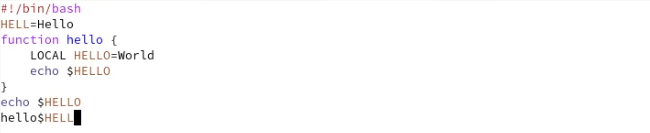 #!/bin/bash
HELL=Hello
function hello {
    LOCAL HELLO=World
    echo $HELLO
}
echo $HELLO
hello$HELL